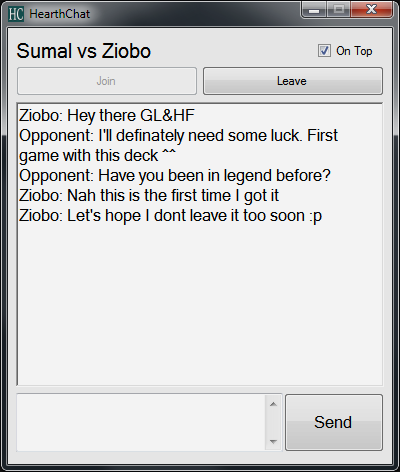 HC HearthChat
Sumal vs Ziobo
On Top
Join
Leave
Ziobo: Hey there GL&HF
Opponent: I'll definately need some luck. First
game with this deck ^^
Opponent: Have you been in legend before?
Ziobo: Nah this is the first time I got it
Ziobo: Let's hope I dont leave it too soon :p
Send